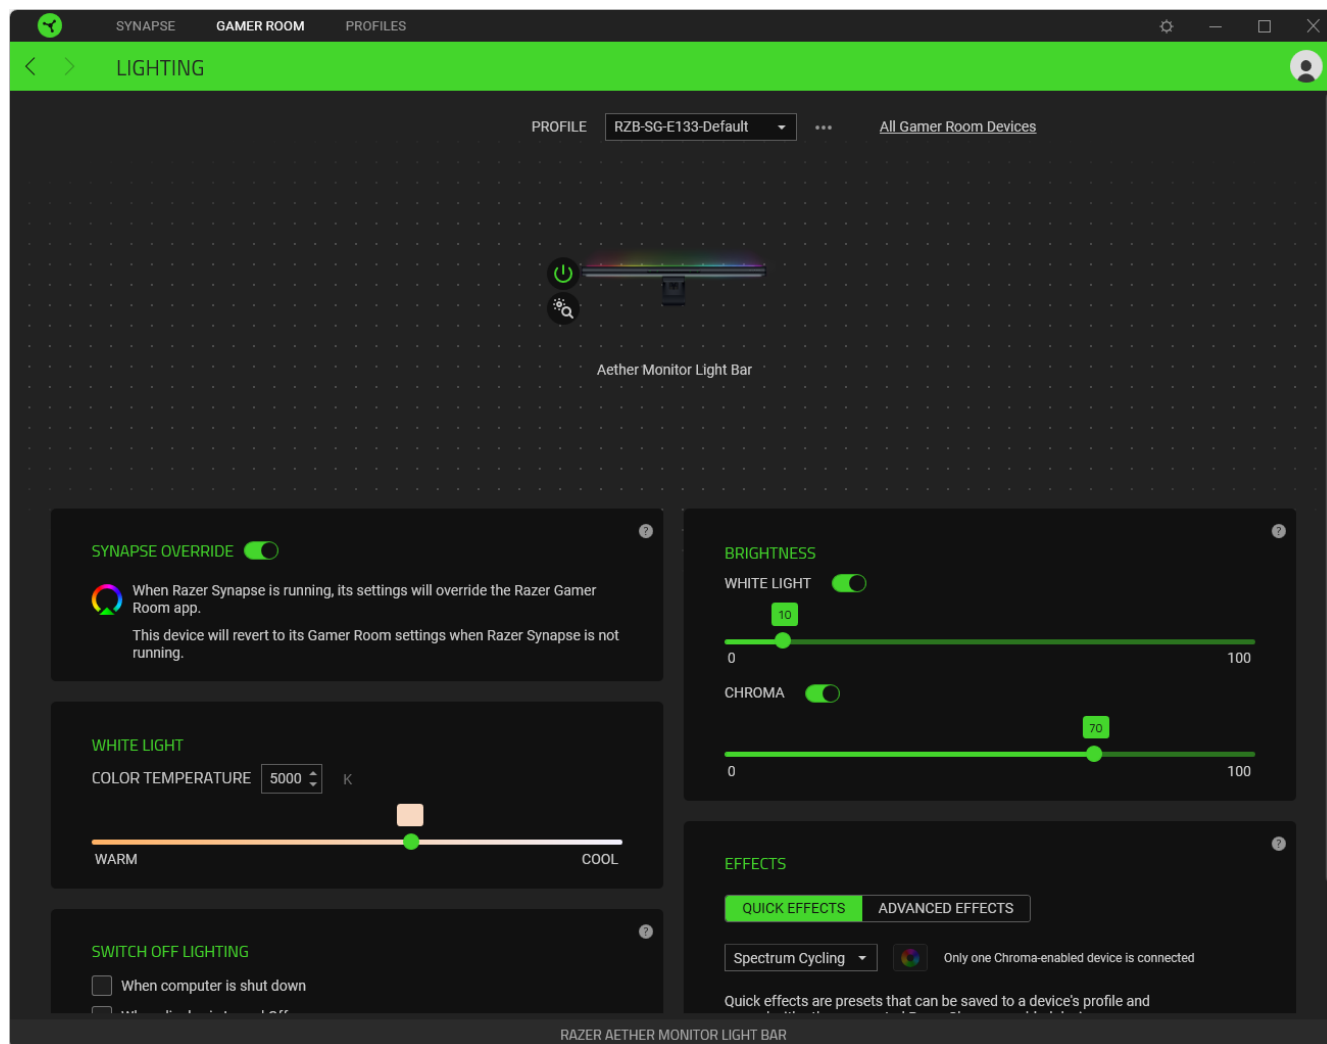 SYNAPSE GAMER ROOM PROFILES
LIGHTING
PROFILE RZB-SG-E133-Default All Gamer Room Devices
Aether Monitor Light Bar
SYNAPSE OVERRIDE
When Razer Synapse is running, its settings will override the Razer Gamer
Room app.
This device will revert to its Gamer Room settings when Razer Synapse is not
running.
WHITE LIGHT
COLOR TEMPERATURE 5000 K
WARM COOL
SWITCH OFF LIGHTING
When computer is shut down
BRIGHTNESS
WHITE LIGHT
10
0 100
CHROMA
70
0 100
EFFECTS
QUICK EFFECTS ADVANCED EFFECTS
Spectrum Cycling Only one Chroma-enabled device is connected
Quick effects are presets that can be saved to a device's profile and
RAZER AETHER MONITOR LIGHT BAR